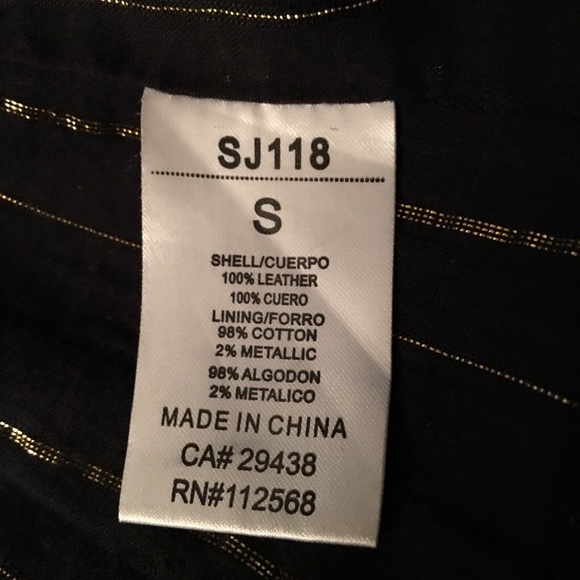 SJ118
S
SHELL/CUERPO
100% LEATHER
100% CUERO
LINING/FORRO
98% COTTON
2% METALLIC
98% ALGODON
2% METALICO
MADE IN CHINA
CA# 29438
RN#112568